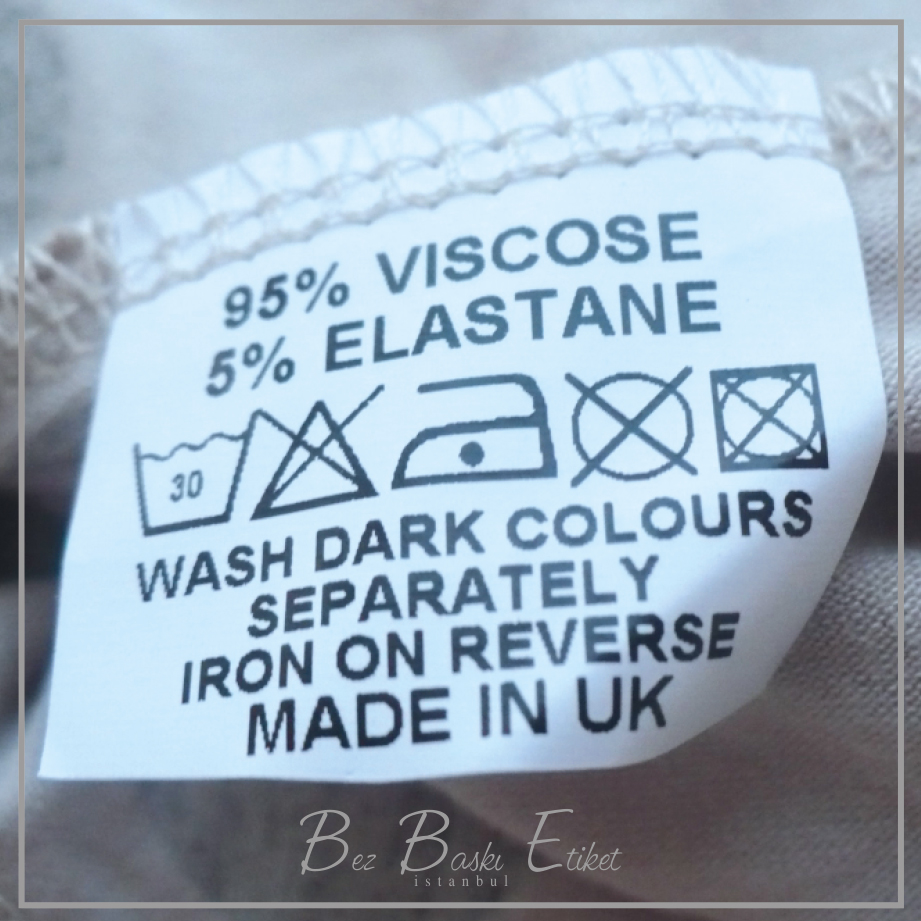 95% VISCOSE
5% ELASTANE
30
WASH DARK COLOURS
SEPARATELY
IRON ON REVERSE
MADE IN UK
Bez Baskı Etiket
istanbul